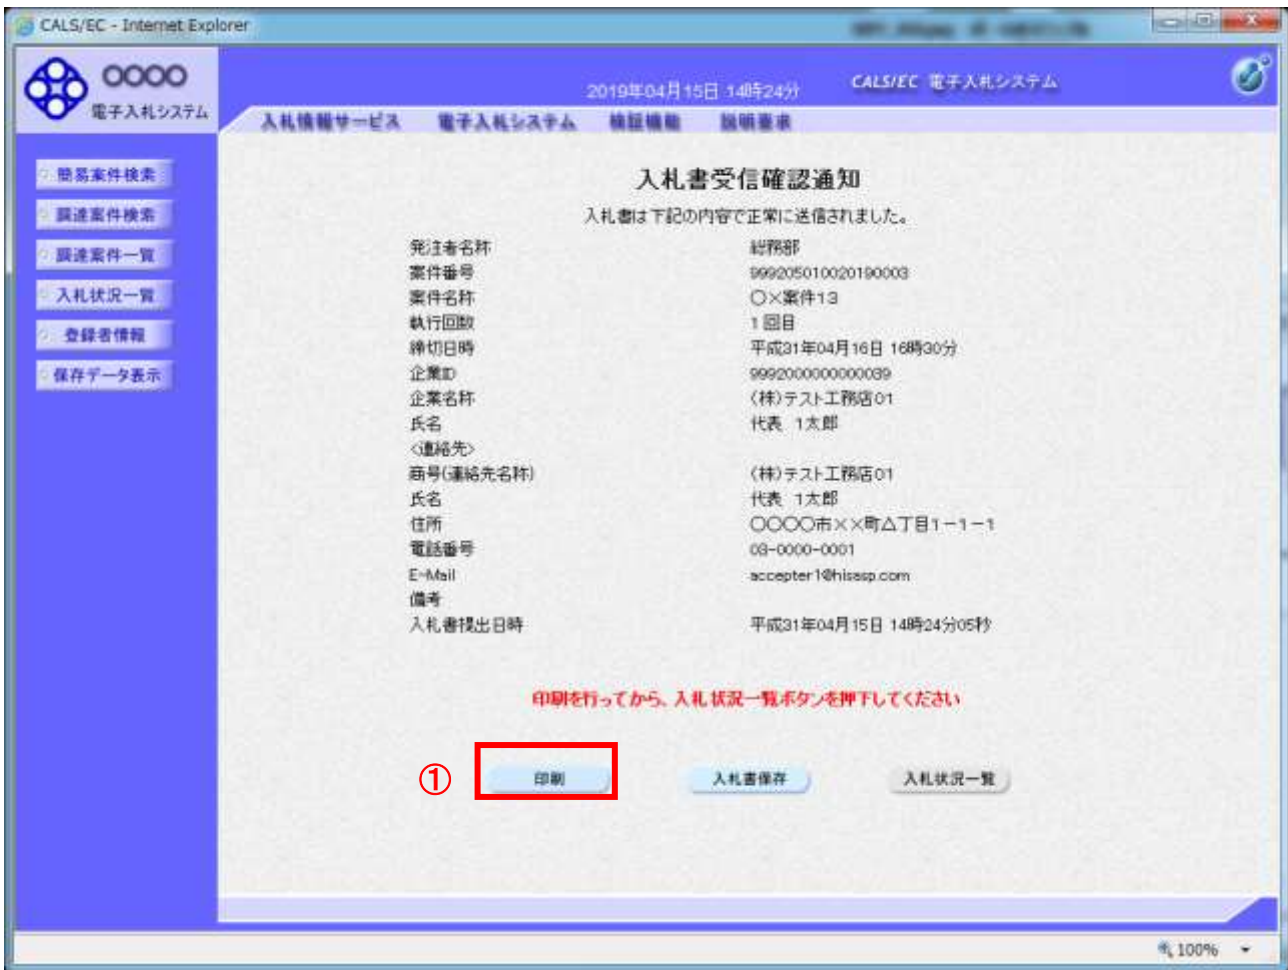 CALS/EC - Internet Explorer
○○○○
電子入札システム
2019年04月15日 14時24分
CALS/EC 電子入札システム
入札情報サービス 電子入札システム 検証機能 説明要求
簡易案件検索
調達案件検索
調達案件一覧
入札状況一覧
登録者情報
保存データ表示
入札書受信確認通知
入札書は下記の内容で正常に送信されました。
発注者名称 総務部
案件番号 999205010020190003
案件名称 ○×案件13
執行回数 1回目
締切日時 平成31年04月16日 16時30分
企業ID 9992000000000039
企業名称 (株)テスト工務店01
氏名 代表 1太郎
<連絡先>
商号(連絡先名称) (株)テスト工務店01
氏名 代表 1太郎
住所 ○○○○市××町△丁目1-1-1
電話番号 03-0000-0001
E-Mail accepter1@hisasp.com
備考
入札書提出日時 平成31年04月15日 14時24分05秒
印刷を行ってから、入札状況一覧ボタンを押下してください
① 印刷 入札書保存 入札状況一覧
100%